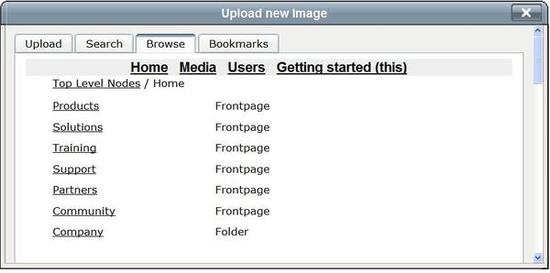 Upload new Image
Upload Search Browse Bookmarks
Home Media Users Getting started (this)
Top Level Nodes / Home
Products Frontpage
Solutions Frontpage
Training Frontpage
Support Frontpage
Partners Frontpage
Community Frontpage
Company Folder